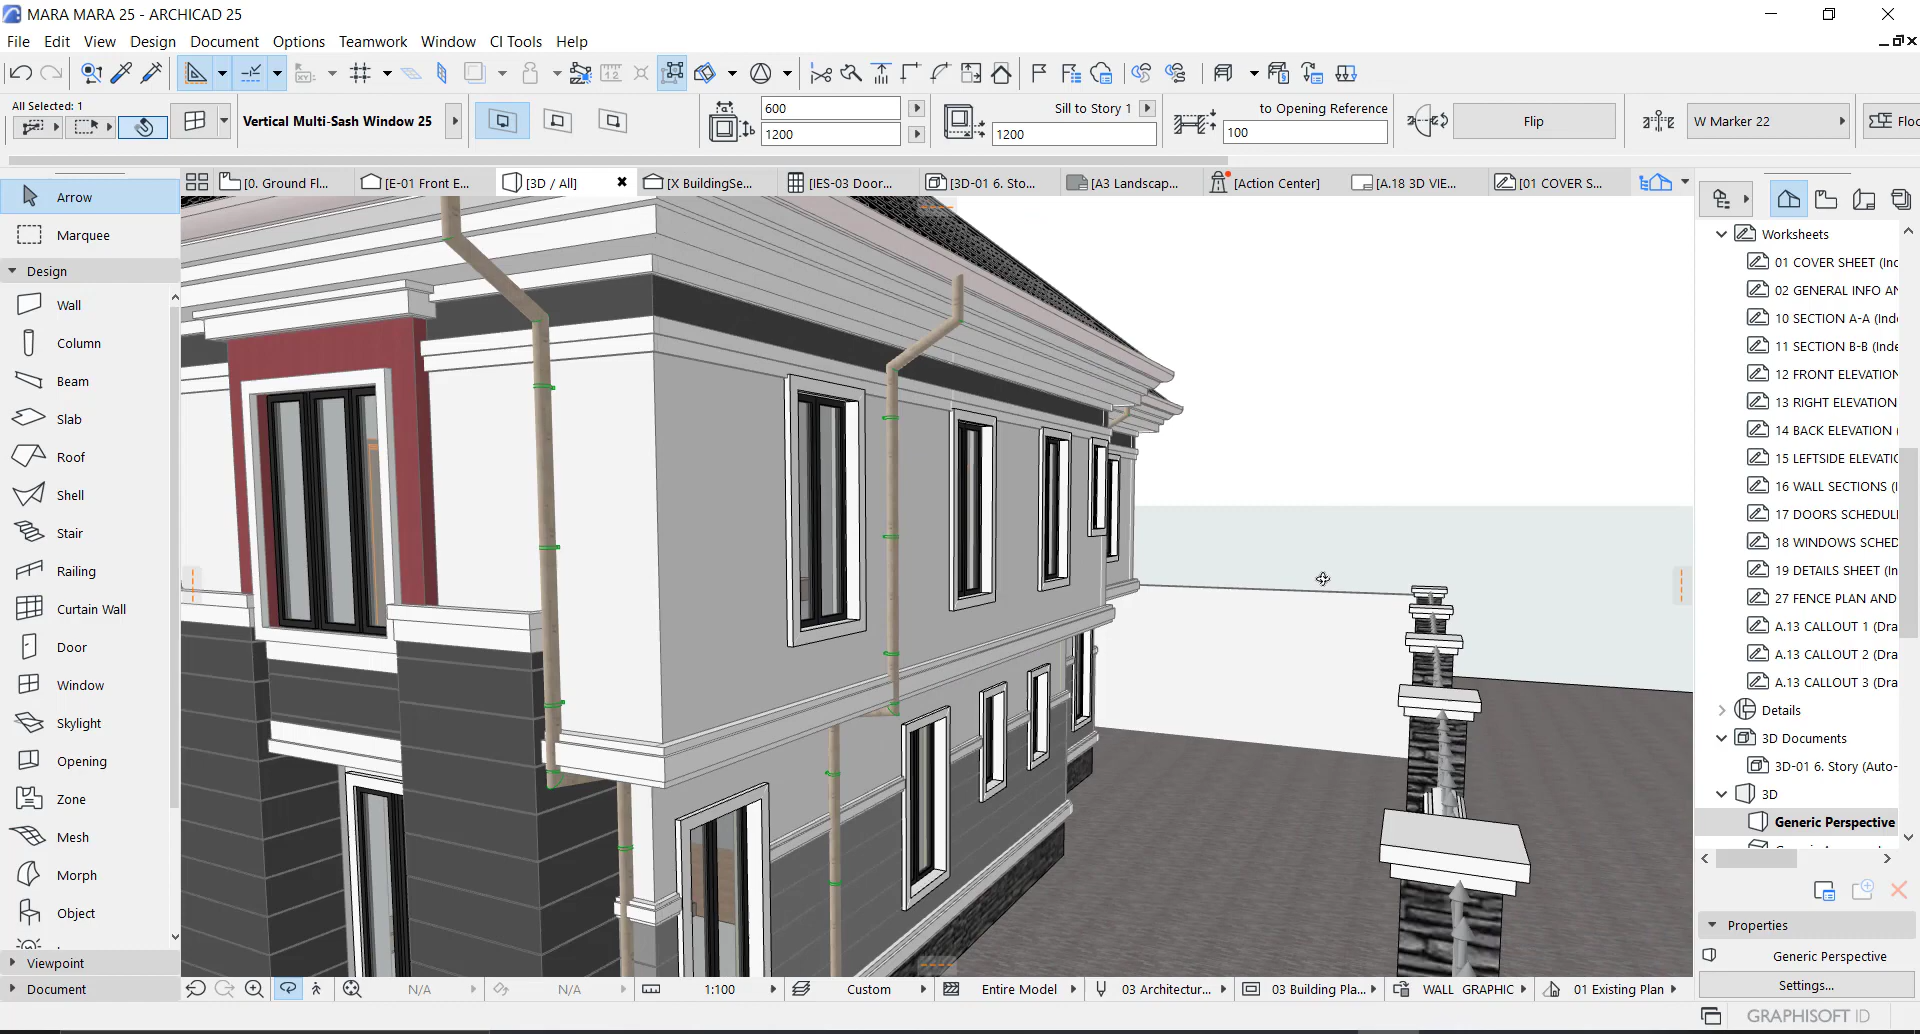 MARA MARA 25 - ARCHICAD 25
File Edit View Design Document Options Teamwork Window CI Tools Help
All Selected: 1
Vertical Multi-Sash Window 25
600
1200
Sill to Story 1
1200
to Opening Reference
100
Flip
W Marker 22
Floo
Arrow
Marquee
Design
Wall
Column
Beam
Slab
Roof
Shell
Stair
Railing
Curtain Wall
Door
Window
Skylight
Opening
Zone
Mesh
Morph
Object
Viewpoint
Document
[0. Ground Fl...
[E-01 Front E...
[3D / All]
[X BuildingSe...
[IES-03 Door...
[3D-01 6. Sto...
[A3 Landscap...
[Action Center]
[A.18 3D VIE...
[01 COVER S...
Worksheets
01 COVER SHEET (Ind
02 GENERAL INFO AN
10 SECTION A-A (Inde
11 SECTION B-B (Inde
12 FRONT ELEVATION
13 RIGHT ELEVATION
14 BACK ELEVATION (
15 LEFTSIDE ELEVATIO
16 WALL SECTIONS (I
17 DOORS SCHEDUL
18 WINDOWS SCHED
19 DETAILS SHEET (In
27 FENCE PLAN AND
A.13 CALLOUT 1 (Dra
A.13 CALLOUT 2 (Dra
A.13 CALLOUT 3 (Dra
Details
3D Documents
3D-01 6. Story (Auto-
3D
Generic Perspective
Properties
Generic Perspective
Settings...
N/A
N/A
1:100
Custom
Entire Model
03 Architectur...
03 Building Pla...
WALL GRAPHIC
01 Existing Plan
GRAPHISOFT ID